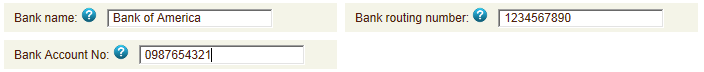 Bank name: ? Bank of America
Bank routing number: ? 1234567890
Bank Account No: ? 0987654321